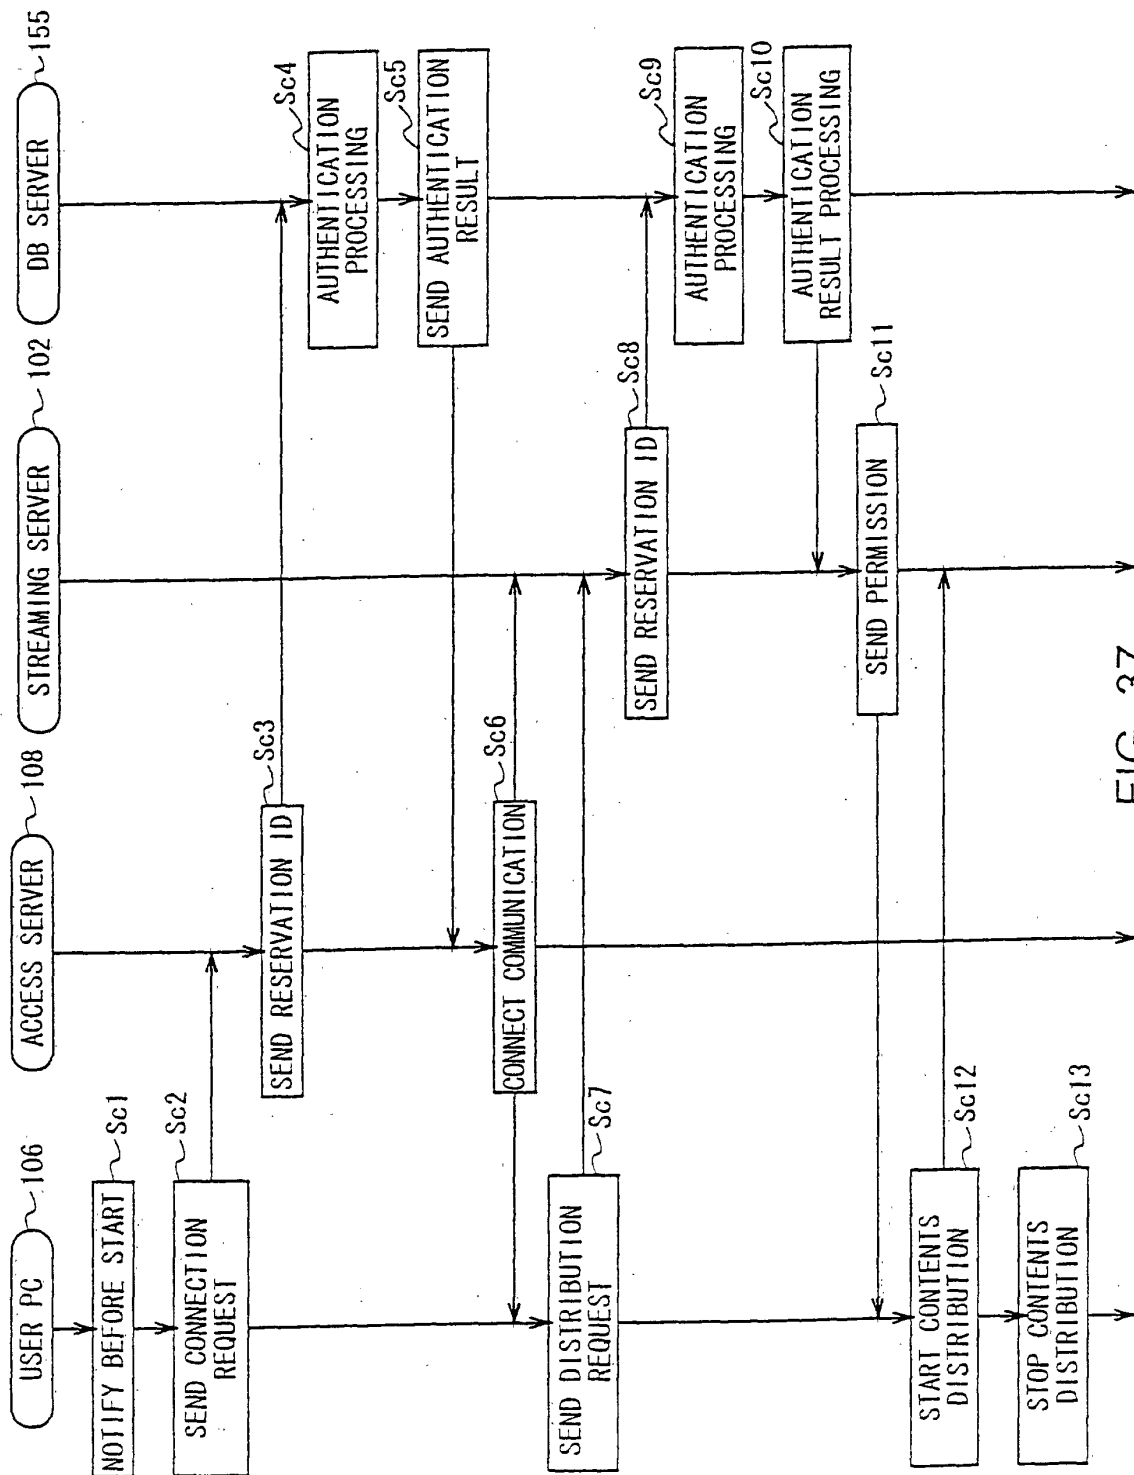 USER PC
106
ACCESS SERVER
108
STREAMING SERVER
102
DB SERVER
155
NOTIFY BEFORE START
Sc1
SEND CONNECTION
REQUEST
Sc2
SEND RESERVATION ID
Sc3
AUTHENTICATION
PROCESSING
Sc4
SEND AUTHENTICATION
RESULT
Sc5
CONNECT COMMUNICATION
Sc6
SEND DISTRIBUTION
REQUEST
Sc7
SEND RESERVATION ID
Sc8
AUTHENTICATION
PROCESSING
Sc9
AUTHENTICATION
RESULT PROCESSING
Sc10
SEND PERMISSION
Sc11
START CONTENTS
DISTRIBUTION
Sc12
STOP CONTENTS
DISTRIBUTION
Sc13
FIG. 37